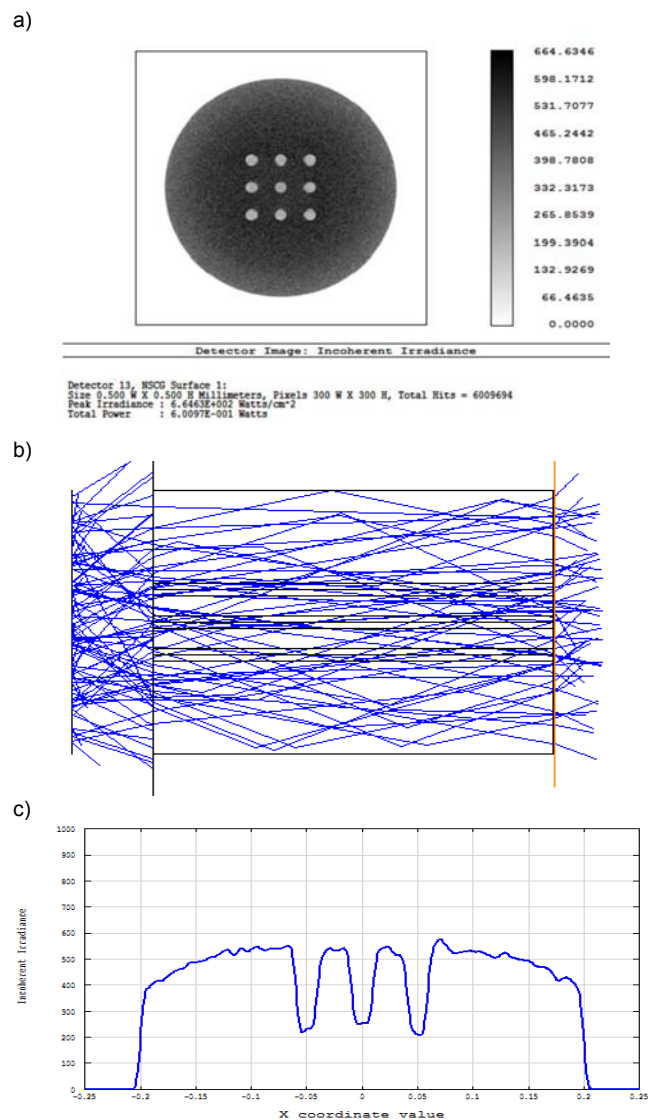 a)
664.6346
598.1712
531.7077
465.2442
398.7808
332.3173
265.8539
199.3904
132.9269
66.4635
0.0000
Detector Image: Incoherent Irradiance
Detector 13, NSCG Surface 1:
Size 0.500 W X 0.500 H Millimeters, Pixels 300 W X 300 H, Total Hits = 6009694
Peak Irradiance : 6.6463E+002 Watts/cm^2
Total Power : 6.0097E-001 Watts
b)
c)
1000
900
800
700
600
500
400
300
200
100
0
Incoherent Irradiance
-0.25 -0.2 -0.15 -0.1 -0.05 0 0.05 0.1 0.15 0.2 0.25
X coordinate value